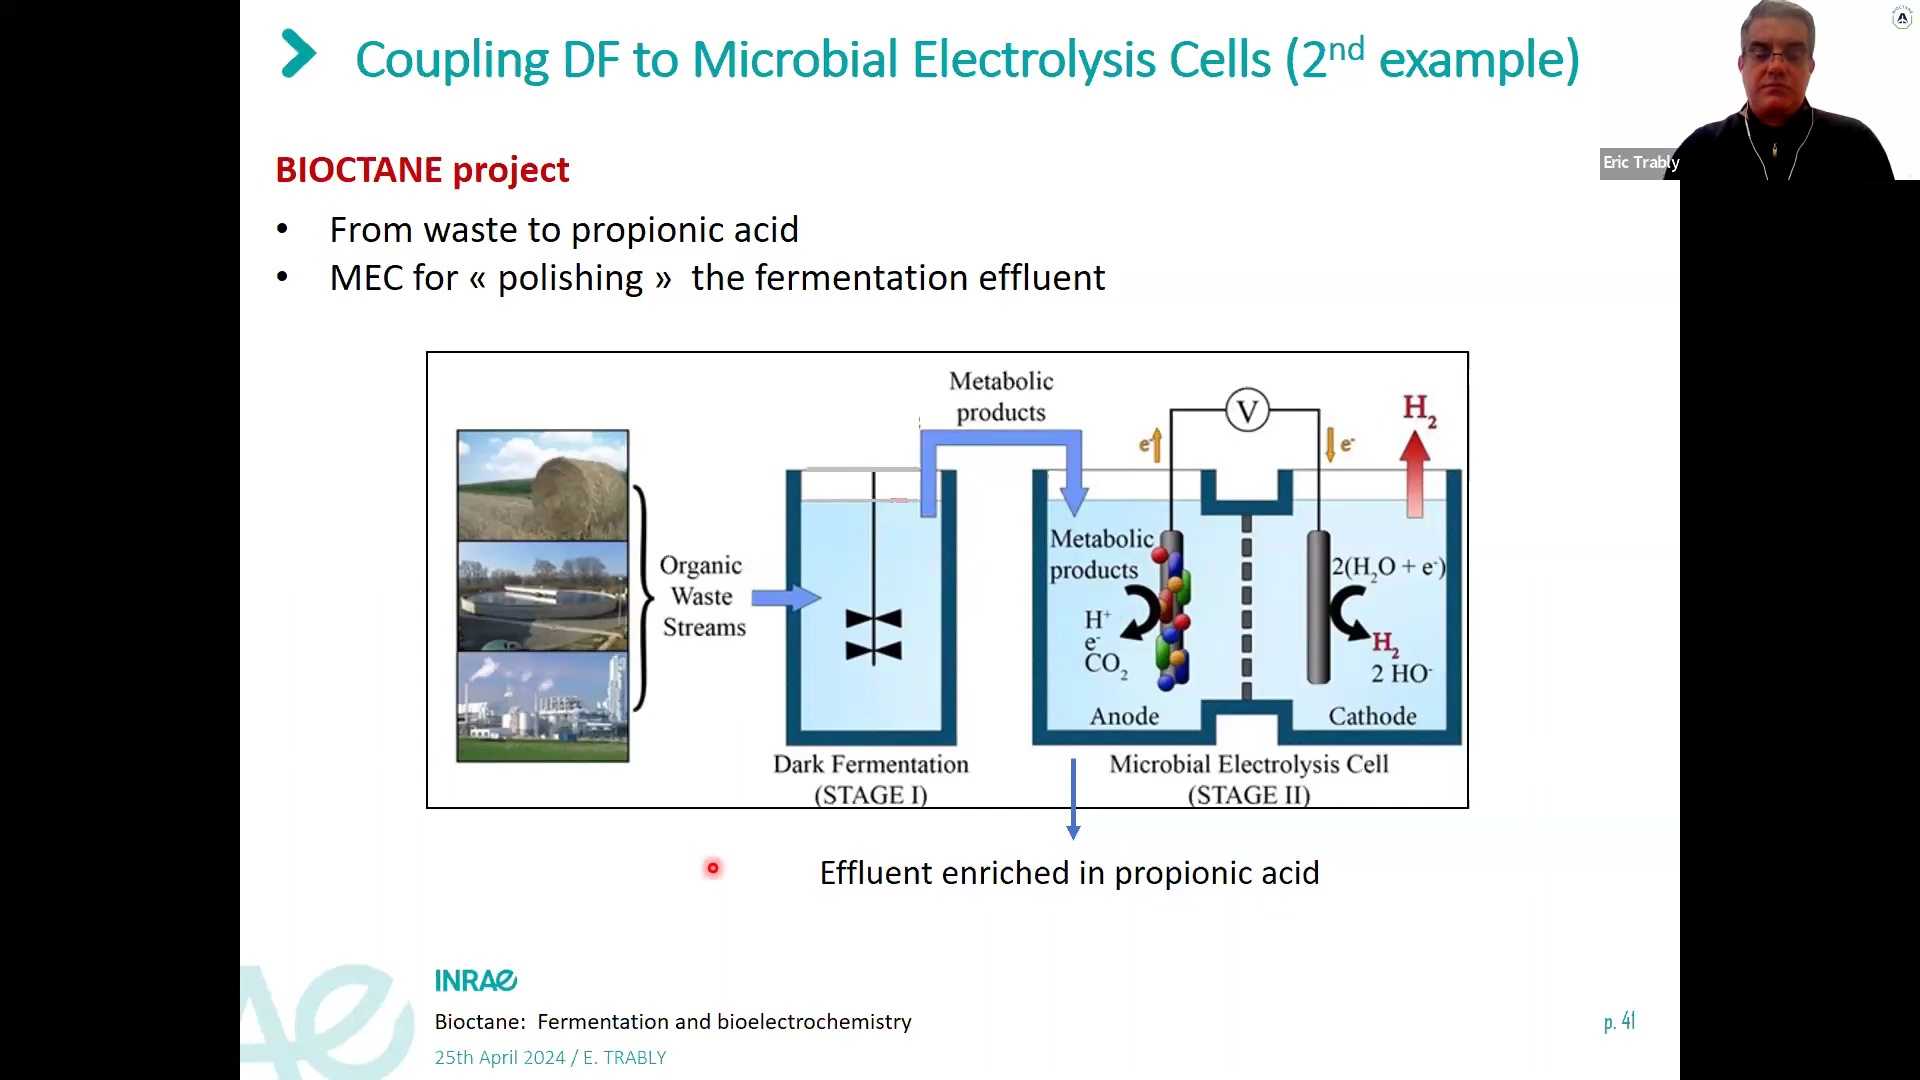 Coupling DF to Microbial Electrolysis Cells (2nd example)
Eric Trably
BIOCTANE project
• From waste to propionic acid
• MEC for « polishing » the fermentation effluent
Metabolic
products
V
H2
e-
e-
Organic
Waste
Streams
Metabolic
products
H+
e-
CO2
2(H2O + e-)
H2
2 HO-
Anode
Cathode
Dark Fermentation
(STAGE I)
Microbial Electrolysis Cell
(STAGE II)
Effluent enriched in propionic acid
INRAE
Bioctane: Fermentation and bioelectrochemistry
25th April 2024 / E. TRABLY
p. 41